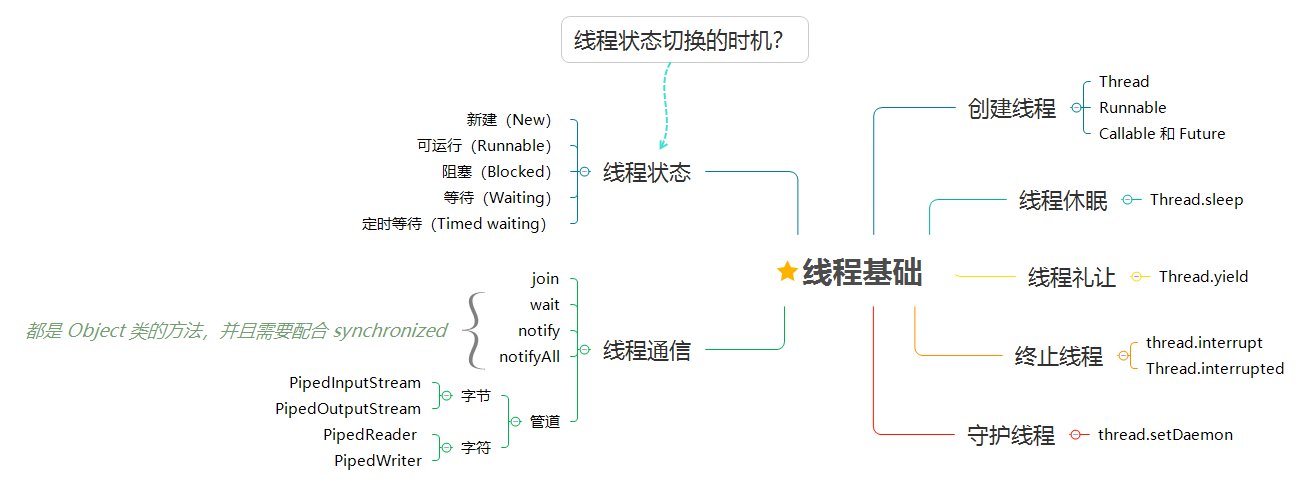 线程状态切换的时机？
新建（New）
可运行（Runnable）
阻塞（Blocked）
等待（Waiting）
定时等待（Timed waiting）
线程状态
join
wait
notify
notifyAll
都是 Object 类的方法，并且需要配合 synchronized
线程通信
PipedInputStream
PipedOutputStream
字节
PipedReader
PipedWriter
字符
管道
线程基础
创建线程
Thread
Runnable
Callable 和 Future
线程休眠
Thread.sleep
线程礼让
Thread.yield
终止线程
thread.interrupt
Thread.interrupted
守护线程
thread.setDaemon